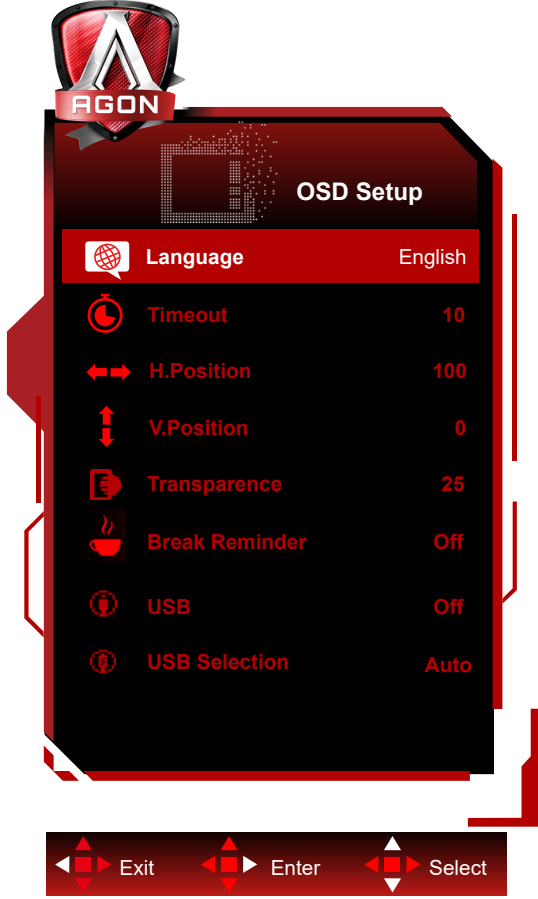 AGON
OSD Setup
Language English
Timeout 10
H.Position 100
V.Position 0
Transparence 25
Break Reminder Off
USB Off
USB Selection Auto
Exit Enter Select